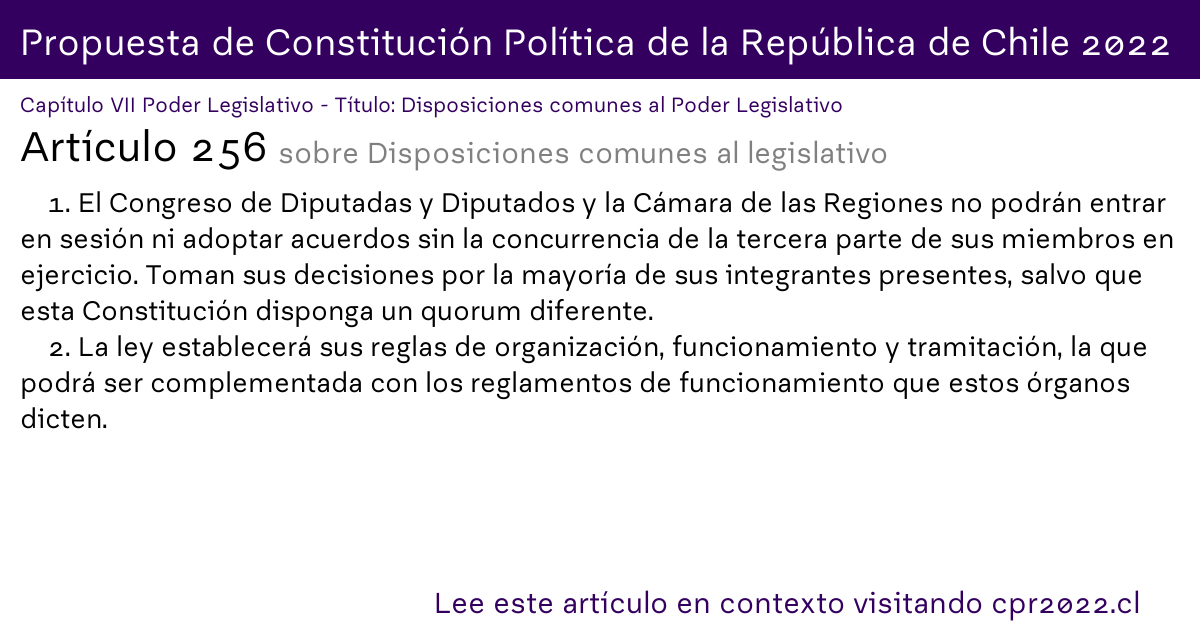 Propuesta de Constitución Política de la República de Chile 2022
Capítulo VII Poder Legislativo - Título: Disposiciones comunes al Poder Legislativo
Artículo 256 sobre Disposiciones comunes al legislativo
1. El Congreso de Diputadas y Diputados y la Cámara de las Regiones no podrán entrar
en sesión ni adoptar acuerdos sin la concurrencia de la tercera parte de sus miembros en
ejercicio. Toman sus decisiones por la mayoría de sus integrantes presentes, salvo que
esta Constitución disponga un quorum diferente.
2. La ley establecerá sus reglas de organización, funcionamiento y tramitación, la que
podrá ser complementada con los reglamentos de funcionamiento que estos órganos
dicten.
Lee este artículo en contexto visitando cpr2022.cl